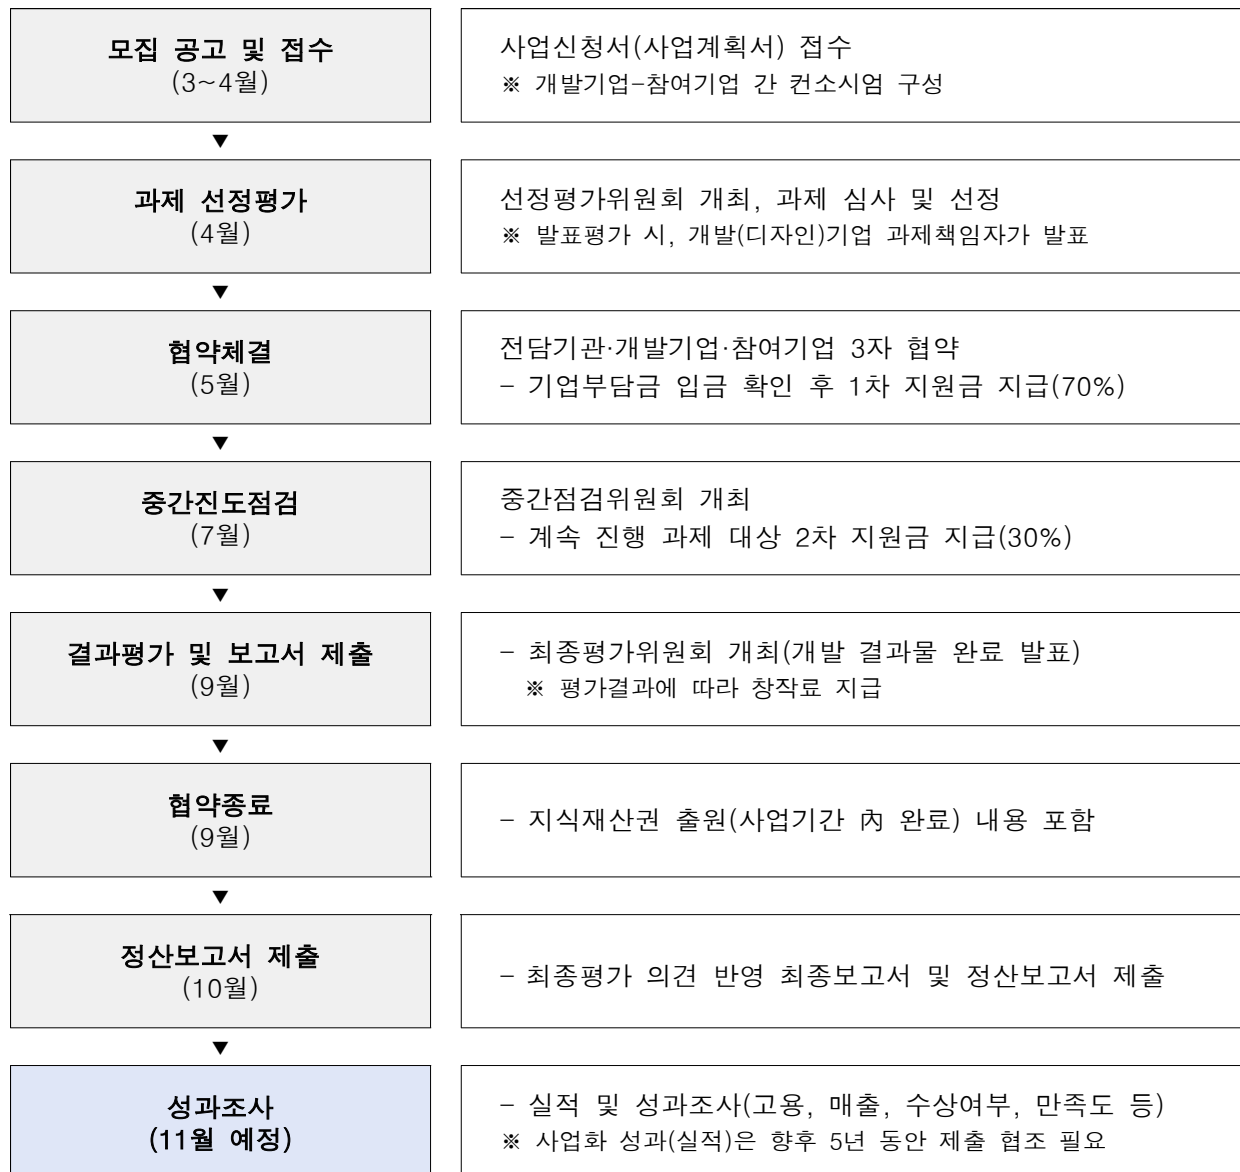 모집 공고 및 접수
(3~4월)
사업신청서(사업계획서) 접수
※ 개발기업-참여기업 간 컨소시엄 구성
▼
과제 선정평가
(4월)
선정평가위원회 개최, 과제 심사 및 선정
※ 발표평가 시, 개발(디자인)기업 과제책임자가 발표
▼
협약체결
(5월)
전담기관·개발기업·참여기업 3자 협약
- 기업부담금 입금 확인 후 1차 지원금 지급(70%)
▼
중간진도점검
(7월)
중간점검위원회 개최
- 계속 진행 과제 대상 2차 지원금 지급(30%)
▼
결과평가 및 보고서 제출
(9월)
- 최종평가위원회 개최(개발 결과물 완료 발표)
※ 평가결과에 따라 창작료 지급
▼
협약종료
(9월)
- 지식재산권 출원(사업기간 內 완료) 내용 포함
▼
정산보고서 제출
(10월)
- 최종평가 의견 반영 최종보고서 및 정산보고서 제출
▼
성과조사
(11월 예정)
- 실적 및 성과조사(고용, 매출, 수상여부, 만족도 등)
※ 사업화 성과(실적)은 향후 5년 동안 제출 협조 필요